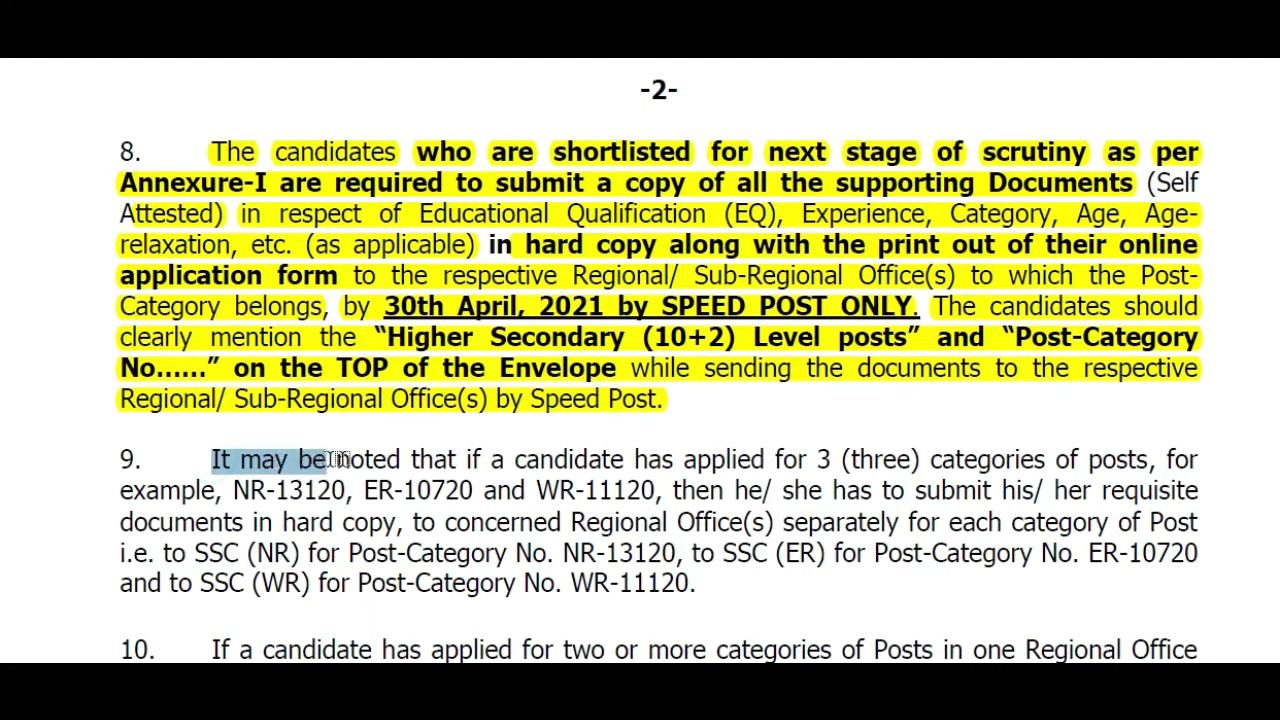 -2-
8. The candidates who are shortlisted for next stage of scrutiny as per
Annexure-I are required to submit a copy of all the supporting Documents (Self
Attested) in respect of Educational Qualification (EQ), Experience, Category, Age, Age-
relaxation, etc. (as applicable) in hard copy along with the print out of their online
application form to the respective Regional/ Sub-Regional Office(s) to which the Post-
Category belongs, by 30th April, 2021 by SPEED POST ONLY. The candidates should
clearly mention the “Higher Secondary (10+2) Level posts” and “Post-Category
No……” on the TOP of the Envelope while sending the documents to the respective
Regional/ Sub-Regional Office(s) by Speed Post.
9. It may be noted that if a candidate has applied for 3 (three) categories of posts, for
example, NR-13120, ER-10720 and WR-11120, then he/ she has to submit his/ her requisite
documents in hard copy, to concerned Regional Office(s) separately for each category of Post
i.e. to SSC (NR) for Post-Category No. NR-13120, to SSC (ER) for Post-Category No. ER-10720
and to SSC (WR) for Post-Category No. WR-11120.
10. If a candidate has applied for two or more categories of Posts in one Regional Office